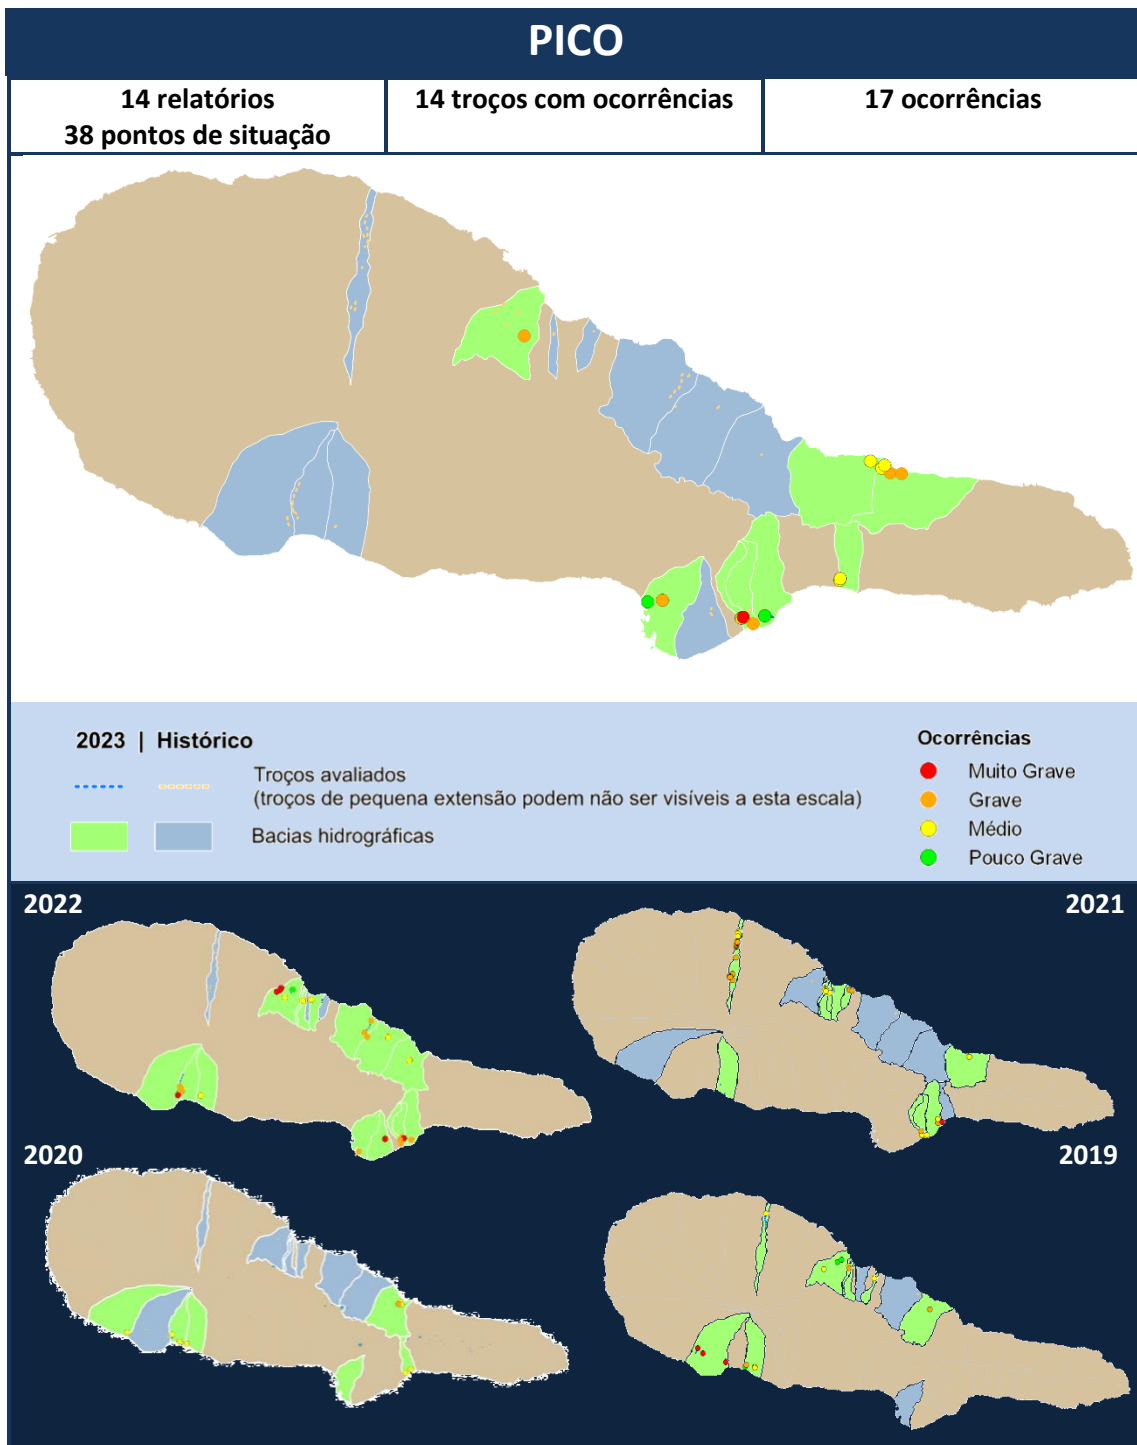 PICO
14 relatórios
38 pontos de situação
14 troços com ocorrências
17 ocorrências
2023 | Histórico
Troços avaliados
(troços de pequena extensão podem não ser visíveis a esta escala)
Bacias hidrográficas
Ocorrências
Muito Grave
Grave
Médio
Pouco Grave
2022
2021
2020
2019